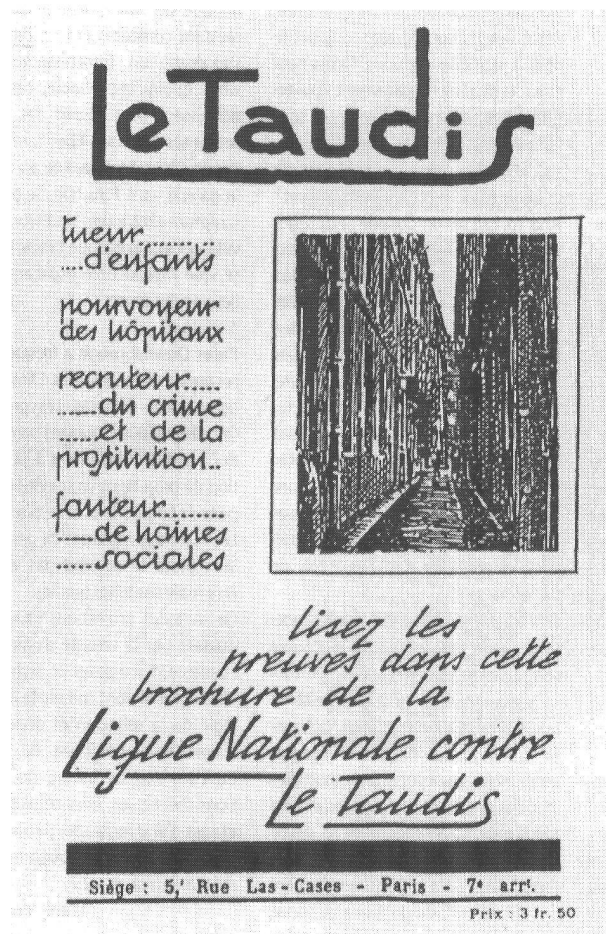 Le Taudis
tueur..........
....d'enfants
pourvoyeur
des hôpitaux
recruteur.....
.....du crime
.....et de la
prostitution..
fauteur.........
.....de haines
.....sociales
lisez les
preuves dans cette
brochure de la
Ligue Nationale contre
Le Taudis
Siège : 5,' Rue Las-Cases - Paris - 7e arrt.
Prix : 3 fr. 50